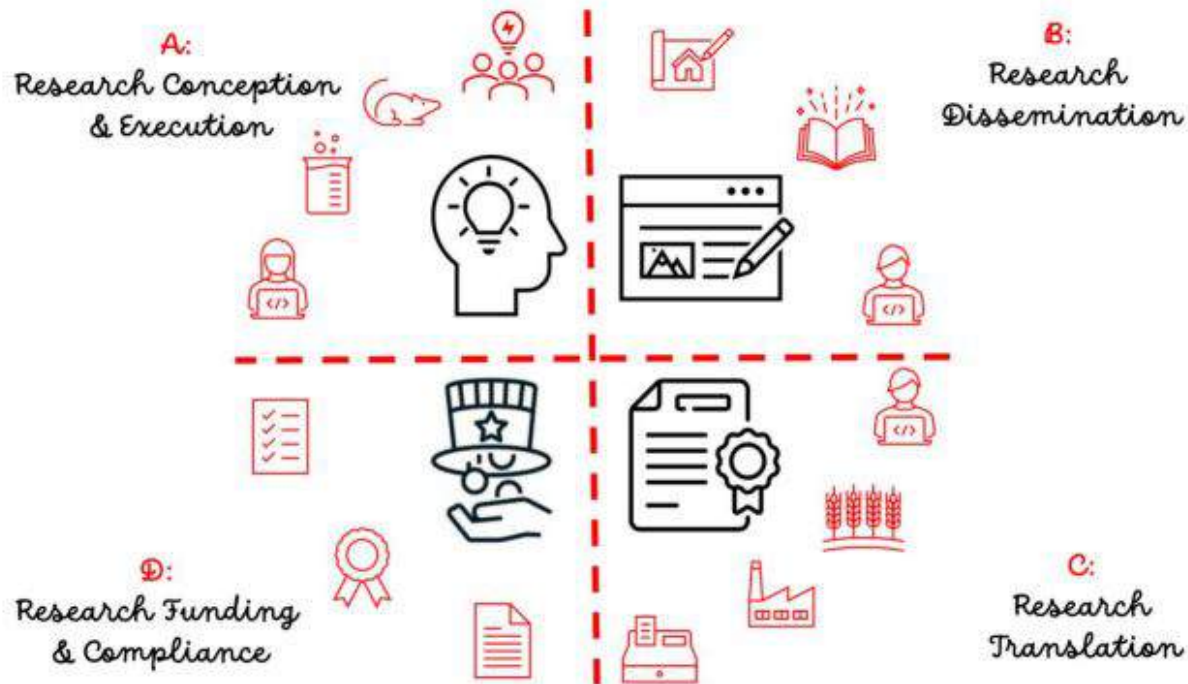 A:
Research Conception
& Execution
B:
Research
Dissemination
</>
</>
</>
D:
Research Funding
& Compliance
C:
Research
Translation